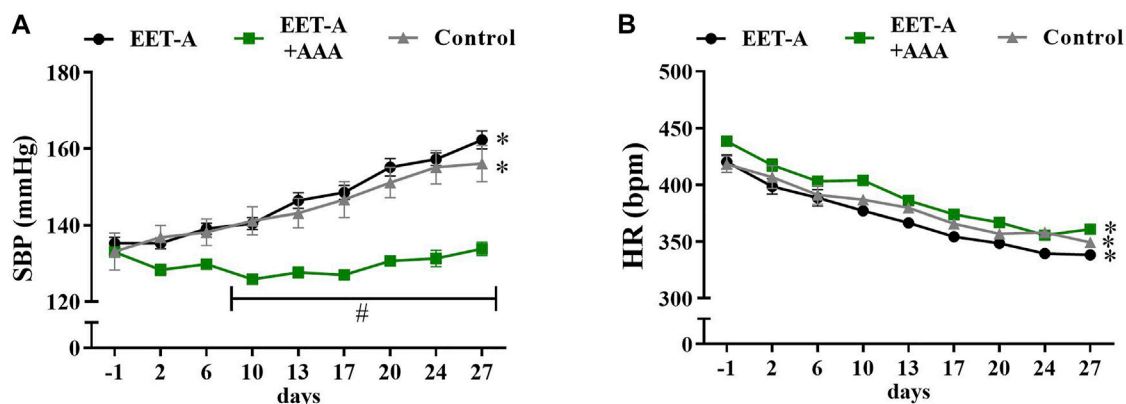 A
EET-A
EET-A
+AAA
Control
SBP (mmHg)
180
160
140
120
0
*
*
#
-1 2 6 10 13 17 20 24 27
days
B
EET-A
EET-A
+AAA
Control
HR (bpm)
500
450
400
350
300
0
*
*
*
-1 2 6 10 13 17 20 24 27
days